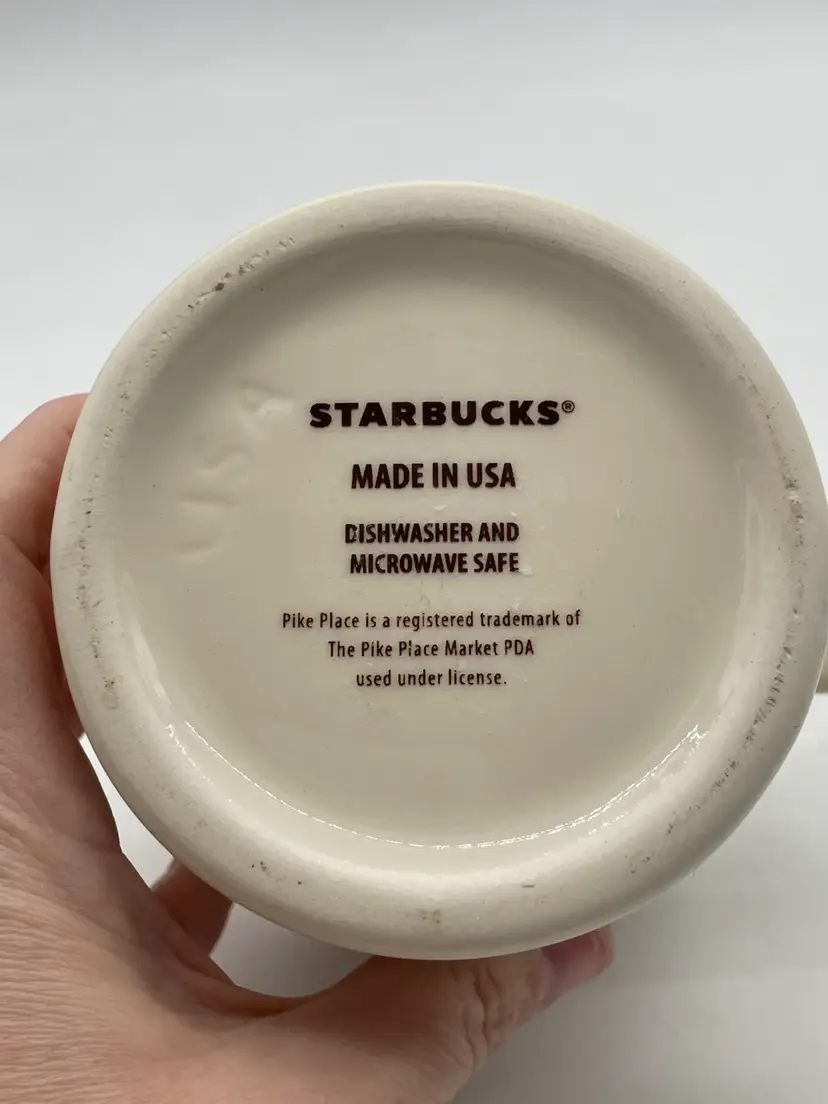 STARBUCKS®
MADE IN USA
DISHWASHER AND
MICROWAVE SAFE
Pike Place is a registered trademark of
The Pike Place Market PDA
used under license.
USA